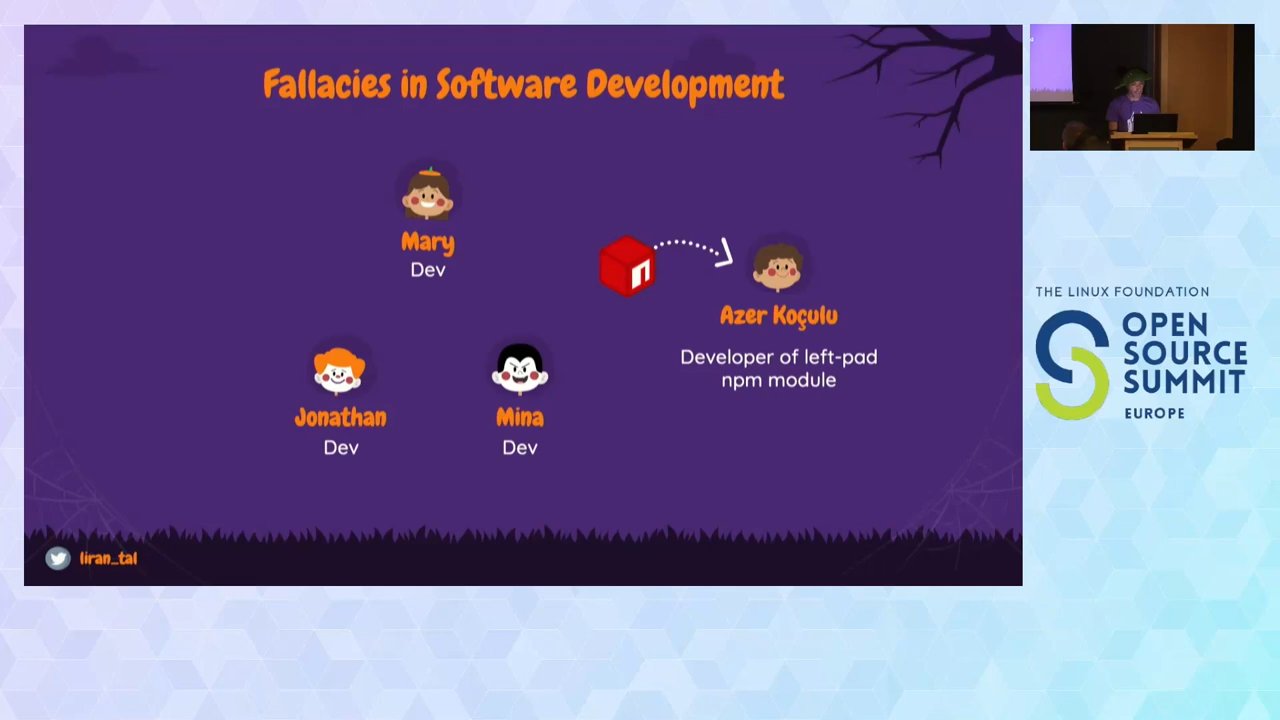 Fallacies in Software Development
Mary
Dev
Azer Koçulu
Developer of left-pad
npm module
Jonathan
Dev
Mina
Dev
liran_tal
THE LINUX FOUNDATION
OPEN
SOURCE
SUMMIT
EUROPE